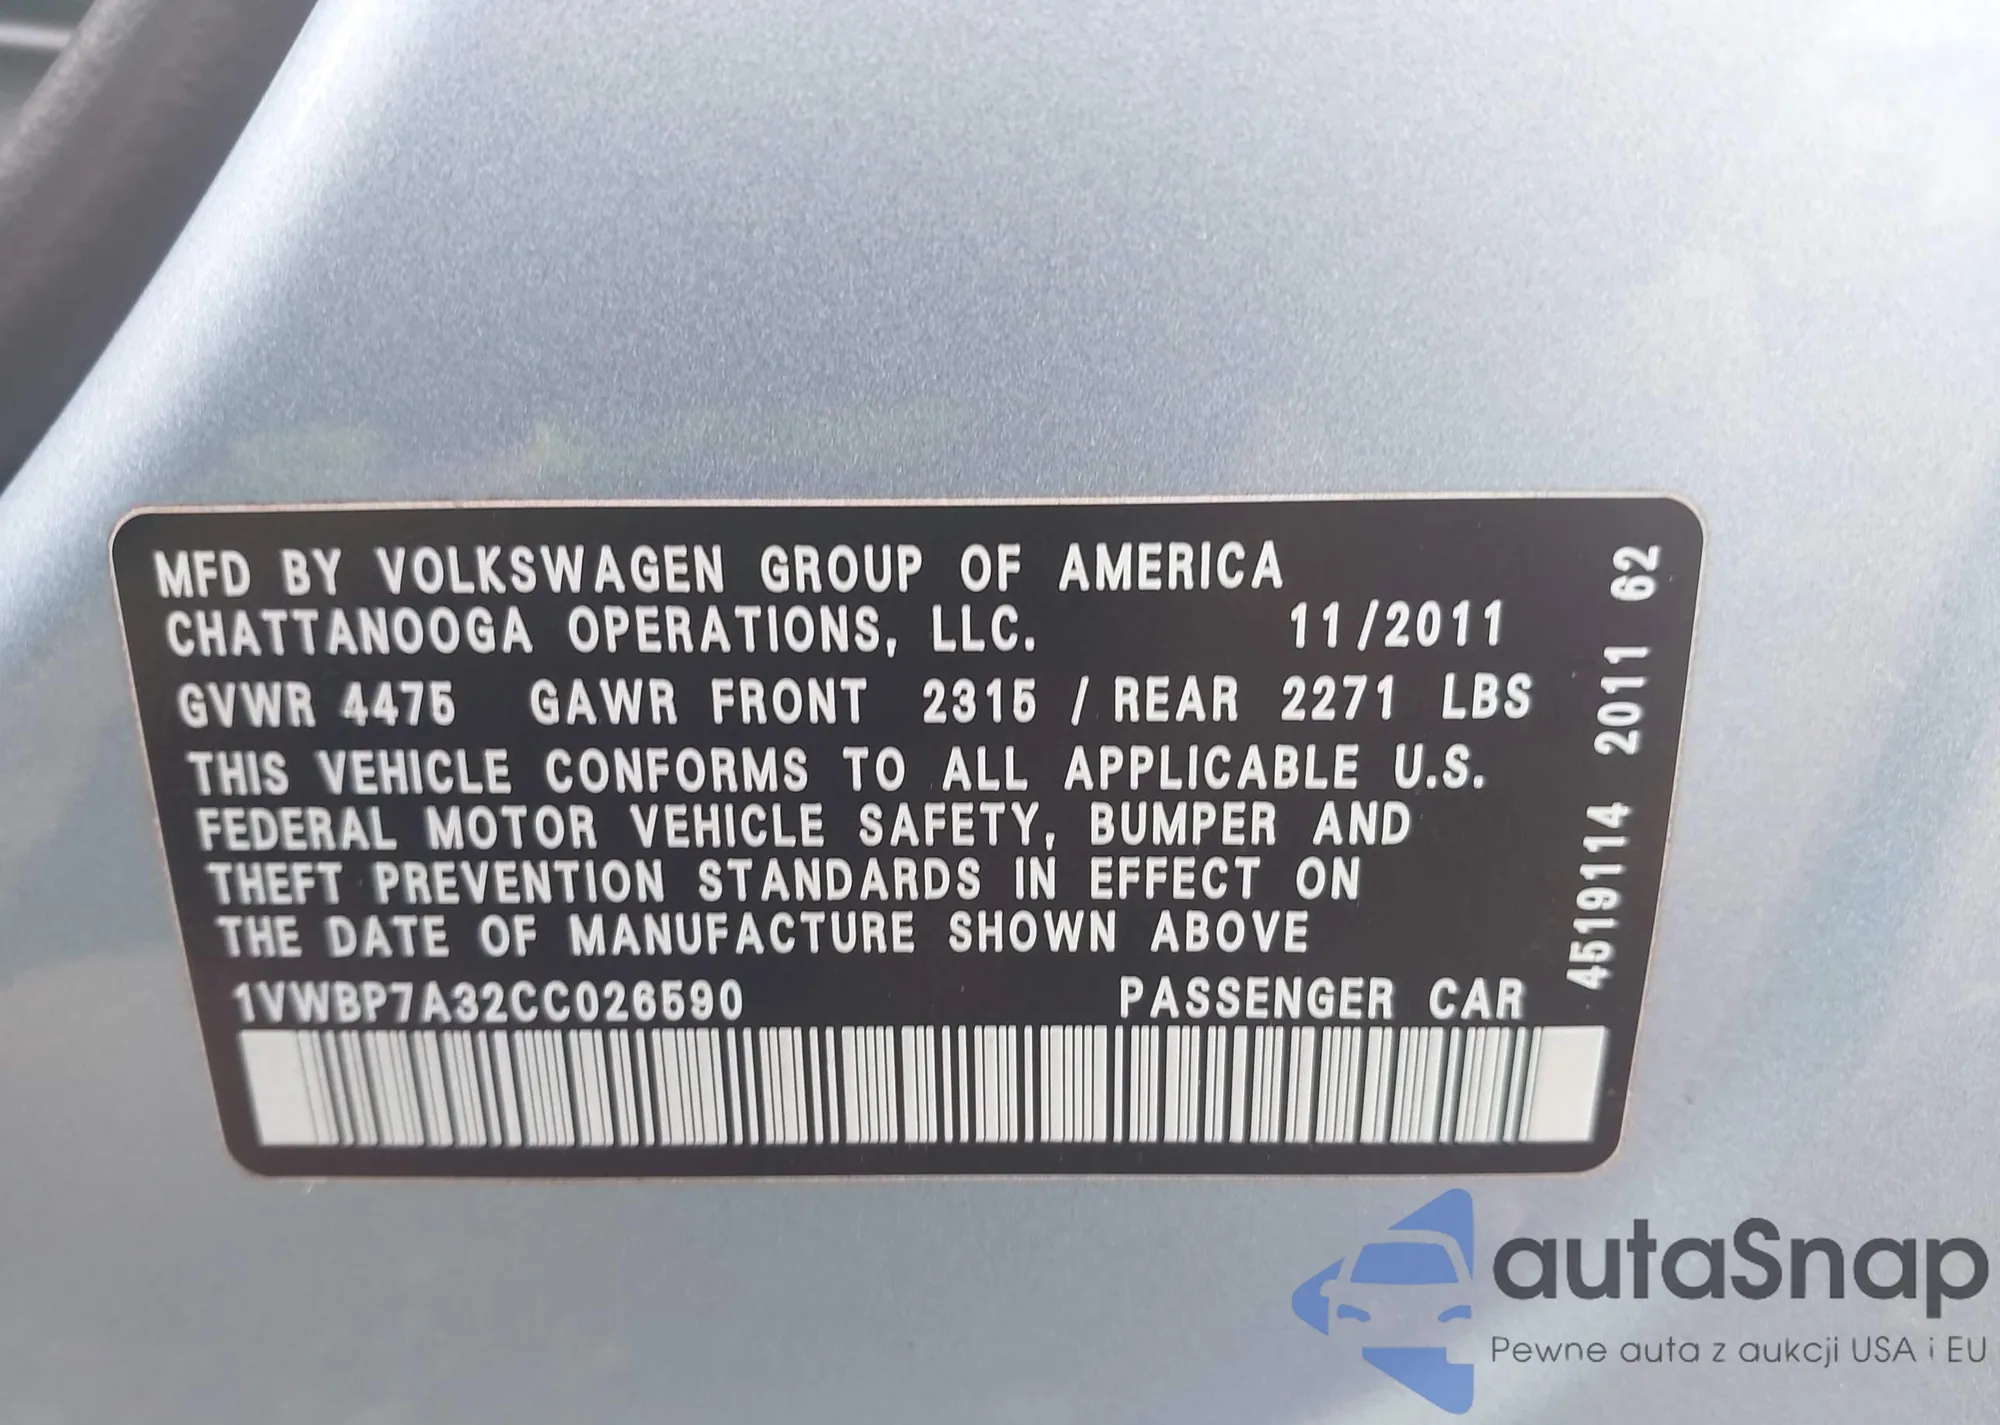 MFD BY VOLKSWAGEN GROUP OF AMERICA
CHATTANOOGA OPERATIONS, LLC. 11/2011
GVWR 4475 GAWR FRONT 2315 / REAR 2271 LBS
THIS VEHICLE CONFORMS TO ALL APPLICABLE U.S.
FEDERAL MOTOR VEHICLE SAFETY, BUMPER AND
THEFT PREVENTION STANDARDS IN EFFECT ON
THE DATE OF MANUFACTURE SHOWN ABOVE
1VWBP7A32CC026590 PASSENGER CAR
4519114 2011 62
autaSnap
Pewne auta z aukcji USA i EU